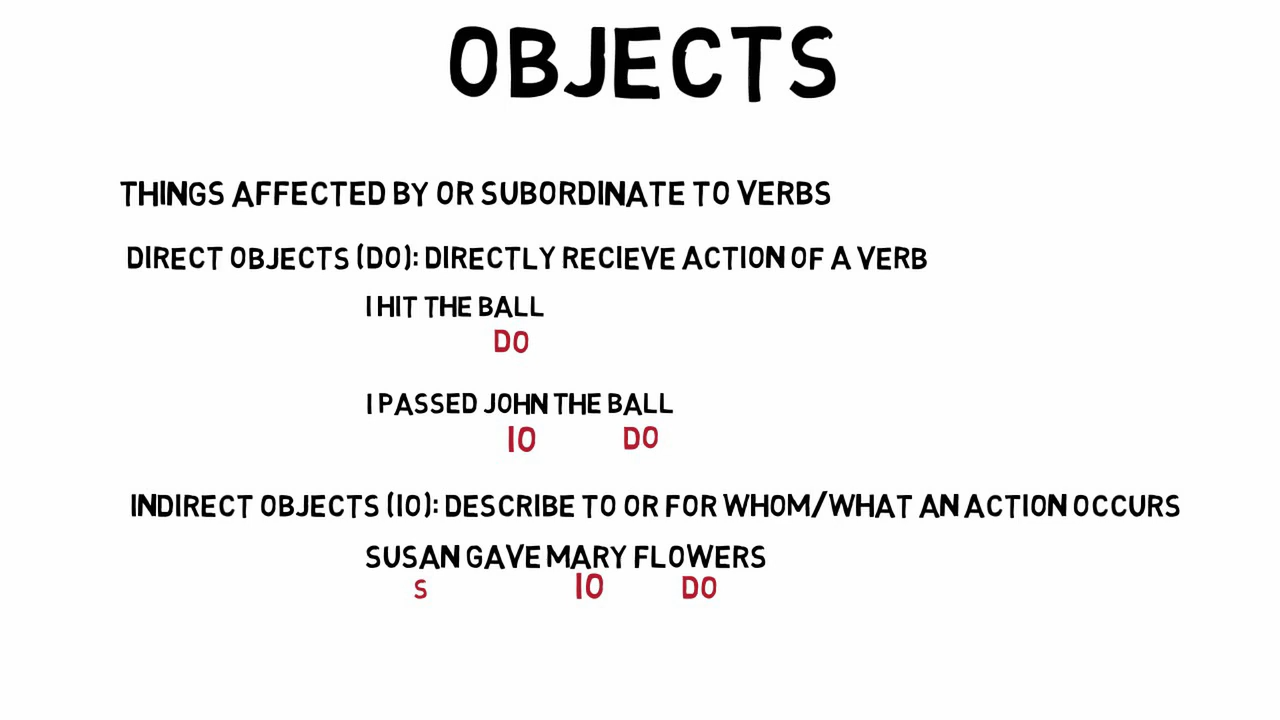 OBJECTS
THINGS AFFECTED BY OR SUBORDINATE TO VERBS
DIRECT OBJECTS (DO): DIRECTLY RECIEVE ACTION OF A VERB
I HIT THE BALL
DO
I PASSED JOHN THE BALL
IO DO
INDIRECT OBJECTS (IO): DESCRIBE TO OR FOR WHOM/WHAT AN ACTION OCCURS
SUSAN GAVE MARY FLOWERS
S IO DO